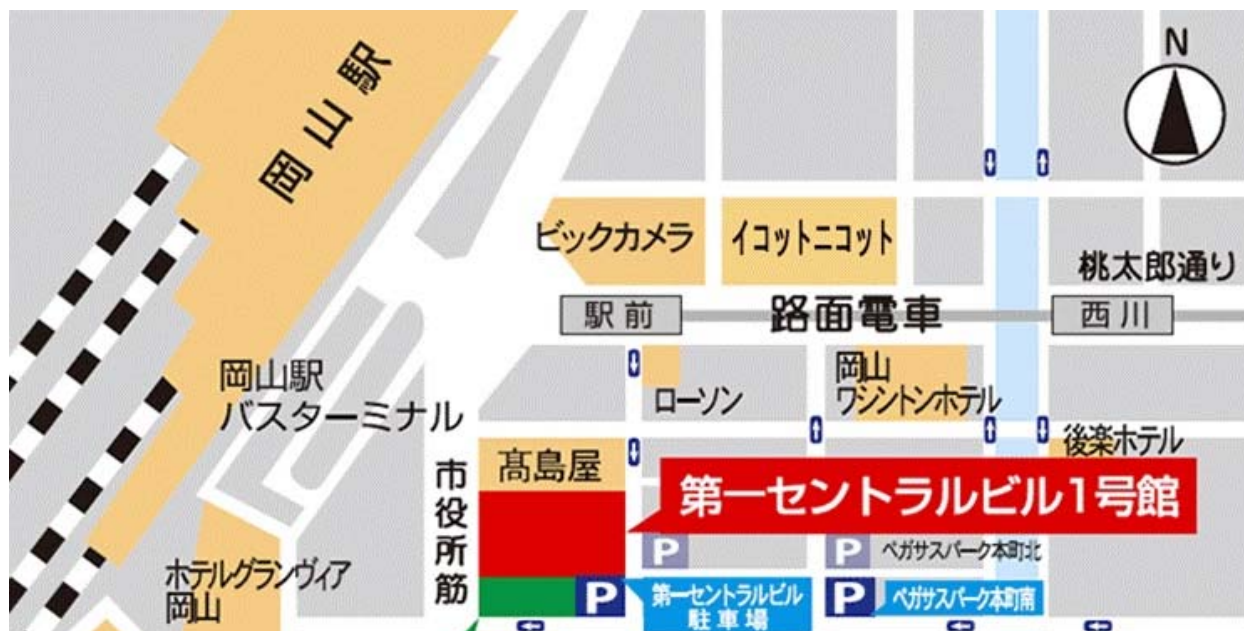 N
岡山駅
ビックカメラ
イコットニコット
桃太郎通り
駅前
路面電車
西川
岡山駅
バスターミナル
ローソン
岡山
ワシントンホテル
後楽ホテル
髙島屋
市役所筋
第一セントラルビル1号館
P
P
ペガサスパーク本町北
ホテルグランヴィア
岡山
P
第一セントラルビル
駐車場
P
ペガサスパーク本町南